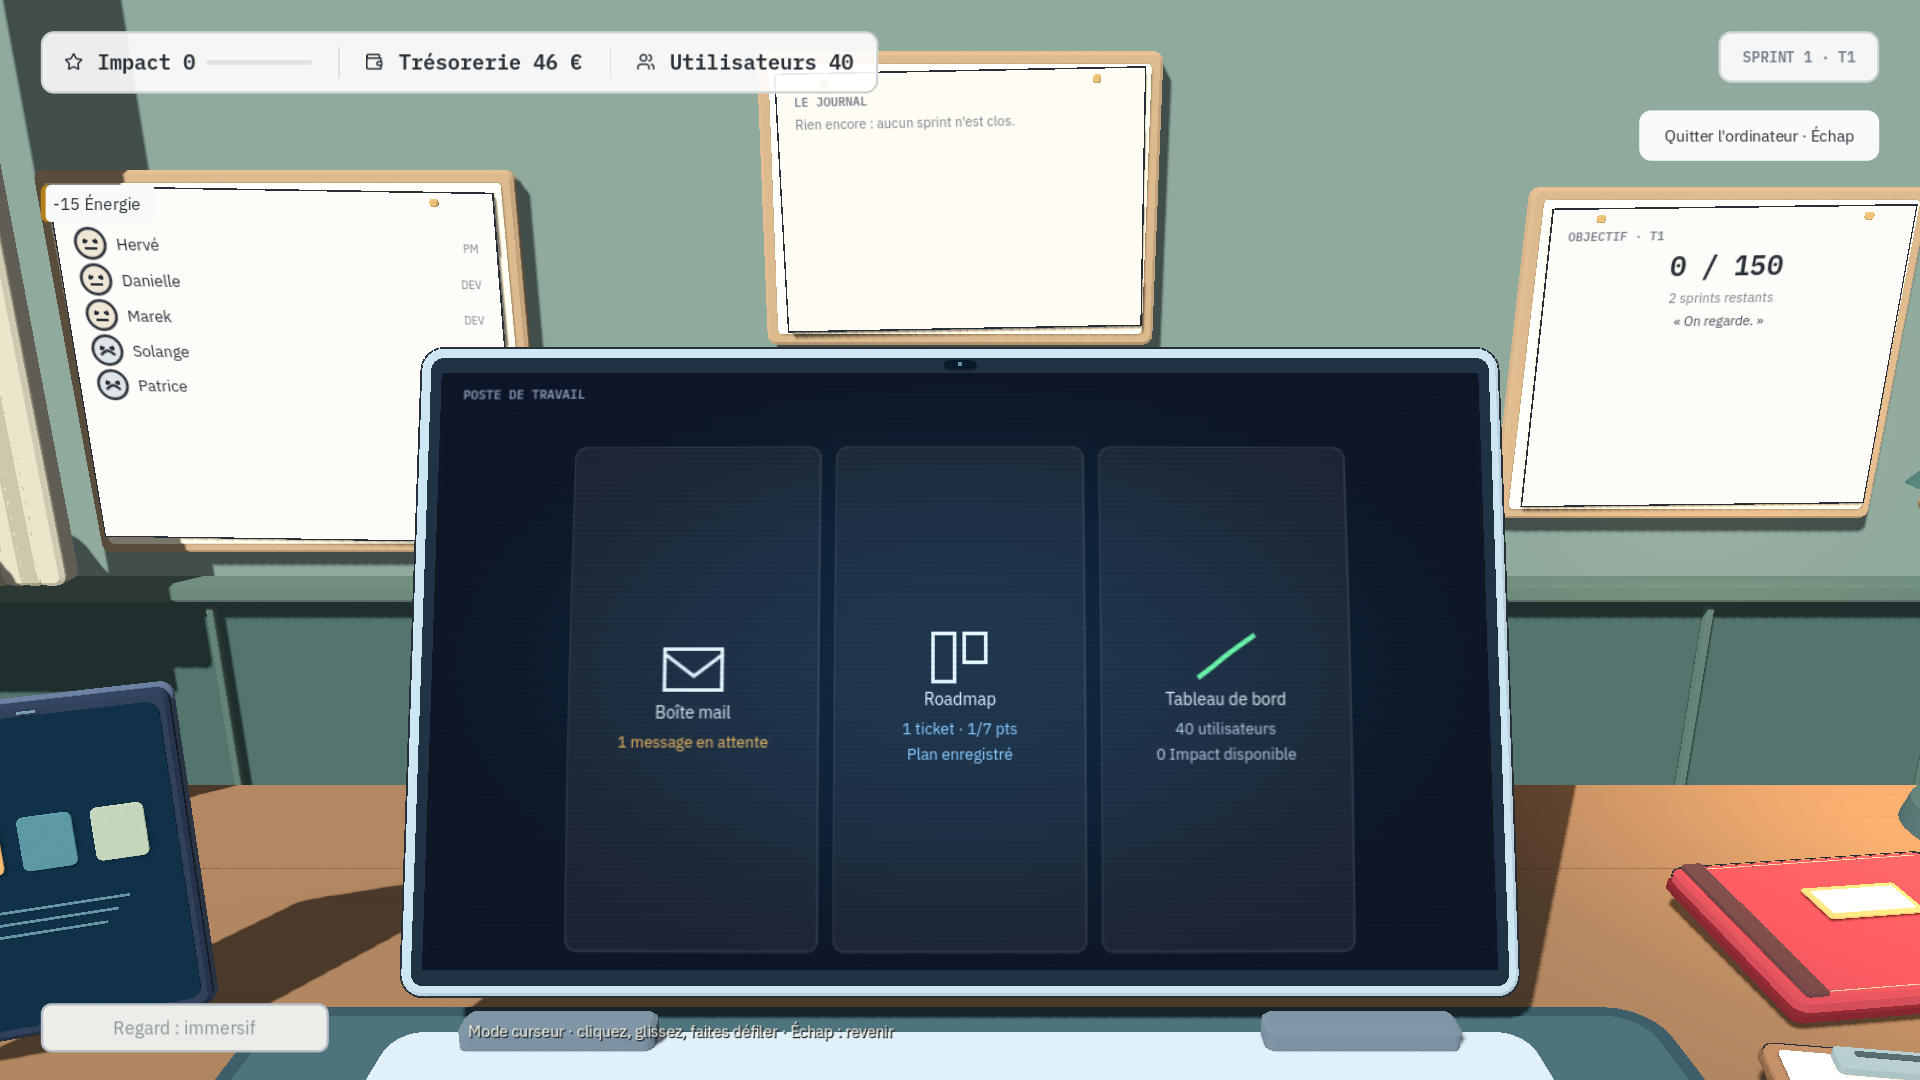 Impact 0
Trésorerie 46 €
Utilisateurs 40
SPRINT 1 · T1
Quitter l'ordinateur · Échap
LE JOURNAL
Rien encore : aucun sprint n'est clos.
-15 Énergie
Hervé PM
Danielle DEV
Marek DEV
Solange
Patrice
OBJECTIF · T1
0 / 150
2 sprints restants
« On regarde. »
POSTE DE TRAVAIL
Boîte mail
1 message en attente
Roadmap
1 ticket · 1/7 pts
Plan enregistré
Tableau de bord
40 utilisateurs
0 Impact disponible
Regard : immersif
Mode curseur · cliquez, glissez, faites défiler · Échap : revenir